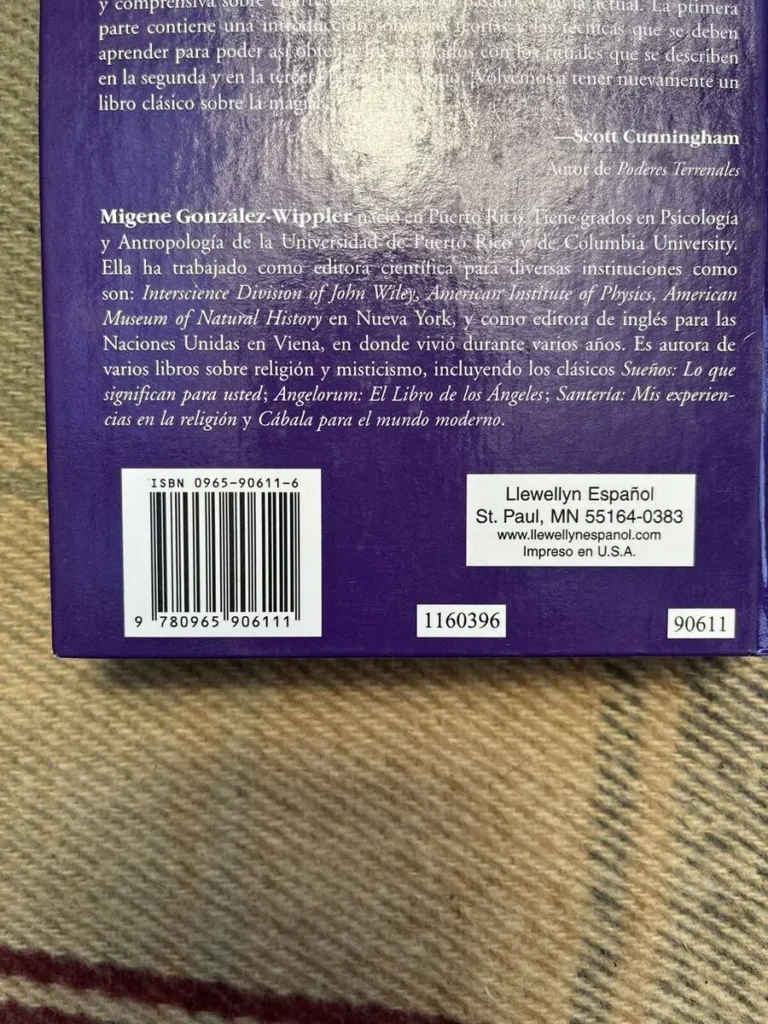 y comprensiva sobre el arte de la magia del pasado y de la actual. La primera
parte contiene una introducción sobre las teorías y las técnicas que se deben
aprender para poder así obtener los resultados con los rituales que se describen
en la segunda y en la tercera parte del mismo. ¡Volvemos a tener nuevamente un
libro clásico sobre la magia!
—Scott Cunningham
Autor de Poderes Terrenales
Migene González-Wippler nació en Puerto Rico. Tiene grados en Psicología
y Antropología de la Universidad de Puerto Rico y de Columbia University.
Ella ha trabajado como editora científica para diversas instituciones como
son: Interscience Division of John Wiley, American Institute of Physics, American
Museum of Natural History en Nueva York, y como editora de inglés para las
Naciones Unidas en Viena, en donde vivió durante varios años. Es autora de
varios libros sobre religión y misticismo, incluyendo los clásicos Sueños: Lo que
significan para usted; Angelorum: El Libro de los Ángeles; Santería: Mis experien-
cias en la religión y Cábala para el mundo moderno.
ISBN 0965-90611-6
9 780965 906111
Llewellyn Español
St. Paul, MN 55164-0383
www.llewellynespanol.com
Impreso en U.S.A.
1160396
90611